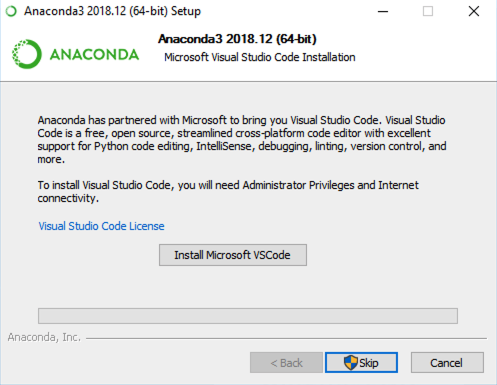 Anaconda3 2018.12 (64-bit) Setup
ANACONDA
Anaconda3 2018.12 (64-bit)
Microsoft Visual Studio Code Installation
Anaconda has partnered with Microsoft to bring you Visual Studio Code. Visual Studio
Code is a free, open source, streamlined cross-platform code editor with excellent
support for Python code editing, IntelliSense, debugging, linting, version control, and
more.
To install Visual Studio Code, you will need Administrator Privileges and Internet
connectivity.
Visual Studio Code License
Install Microsoft VSCode
Anaconda, Inc.
< Back
Skip
Cancel